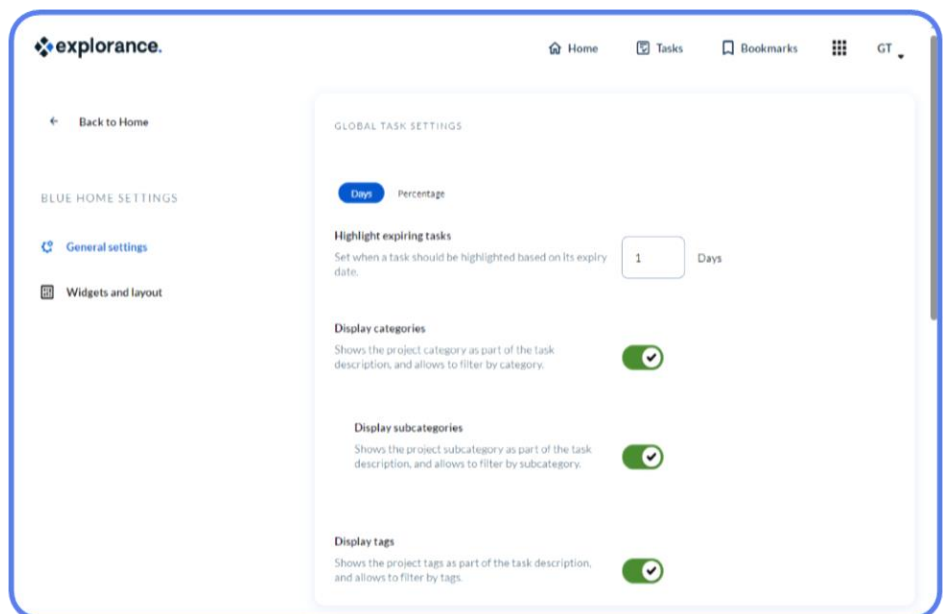 explorance.
Home
Tasks
Bookmarks
GT
Back to Home
BLUE HOME SETTINGS
General settings
Widgets and layout
GLOBAL TASK SETTINGS
Days
Percentage
Highlight expiring tasks
Set when a task should be highlighted based on its expiry
date.
1
Days
Display categories
Shows the project category as part of the task
description, and allows to filter by category.
Display subcategories
Shows the project subcategory as part of the task
description, and allows to filter by subcategory.
Display tags
Shows the project tags as part of the task description,
and allows to filter by tags.